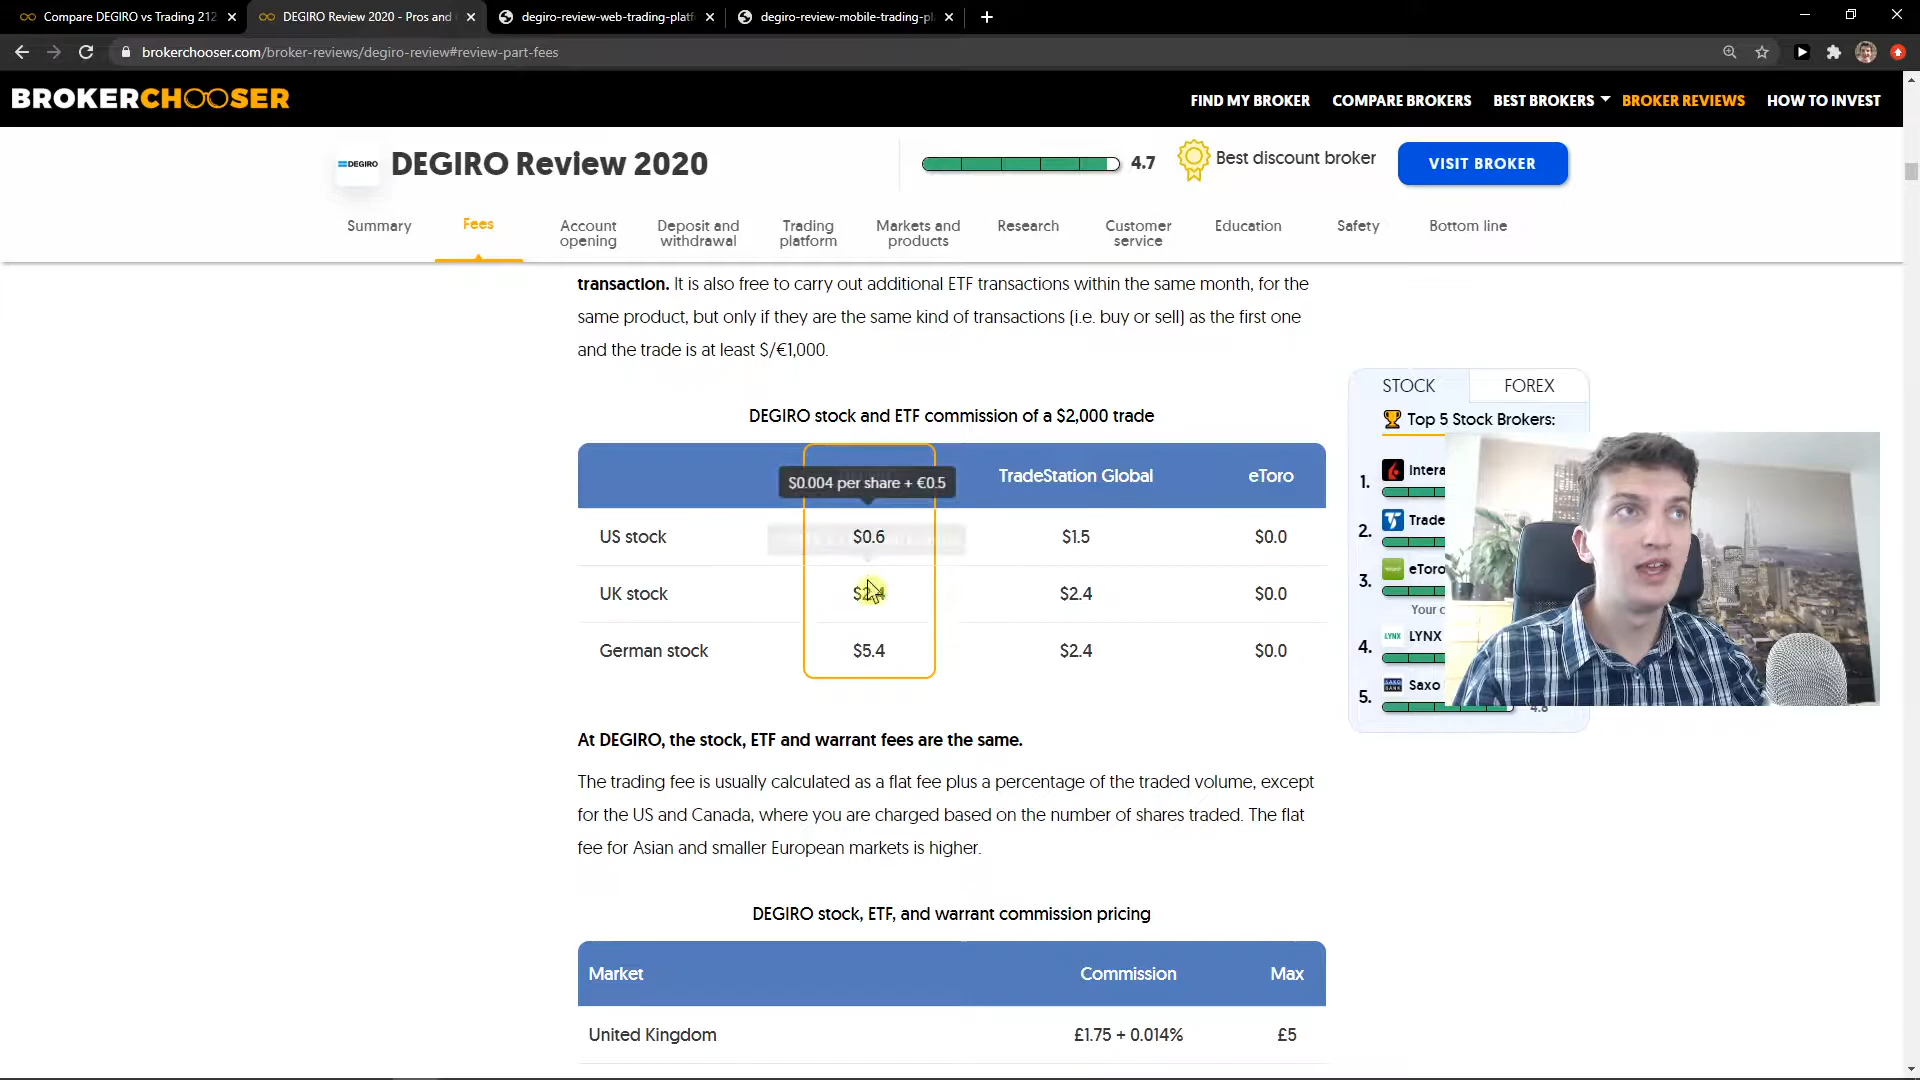 Compare DEGIRO vs Trading 212
DEGIRO Review 2020 - Pros and
degiro-review-web-trading-platf
degiro-review-mobile-trading-pl
brokerchooser.com/broker-reviews/degiro-review#review-part-fees
BROKERCHOOSER
FIND MY BROKER
COMPARE BROKERS
BEST BROKERS
BROKER REVIEWS
HOW TO INVEST
DEGIRO
DEGIRO Review 2020
4.7
Best discount broker
VISIT BROKER
Summary
Fees
Account
opening
Deposit and
withdrawal
Trading
platform
Markets and
products
Research
Customer
service
Education
Safety
Bottom line
transaction. It is also free to carry out additional ETF transactions within the same month, for the
same product, but only if they are the same kind of transactions (i.e. buy or sell) as the first one
and the trade is at least $/€1,000.
DEGIRO stock and ETF commission of a $2,000 trade
$0.004 per share + €0.5
TradeStation Global
eToro
US stock
$0.6
$1.5
$0.0
UK stock
$2.4
$0.0
German stock
$5.4
$2.4
$0.0
At DEGIRO, the stock, ETF and warrant fees are the same.
The trading fee is usually calculated as a flat fee plus a percentage of the traded volume, except
for the US and Canada, where you are charged based on the number of shares traded. The flat
fee for Asian and smaller European markets is higher.
DEGIRO stock, ETF, and warrant commission pricing
Market
Commission
Max
United Kingdom
£1.75 + 0.014%
£5
STOCK
FOREX
Top 5 Stock Brokers:
1.
Intera
2.
Trade
3.
eToro
Your c
4.
LYNX
LYNX
5.
SAXO
BANK
Saxo
4.8